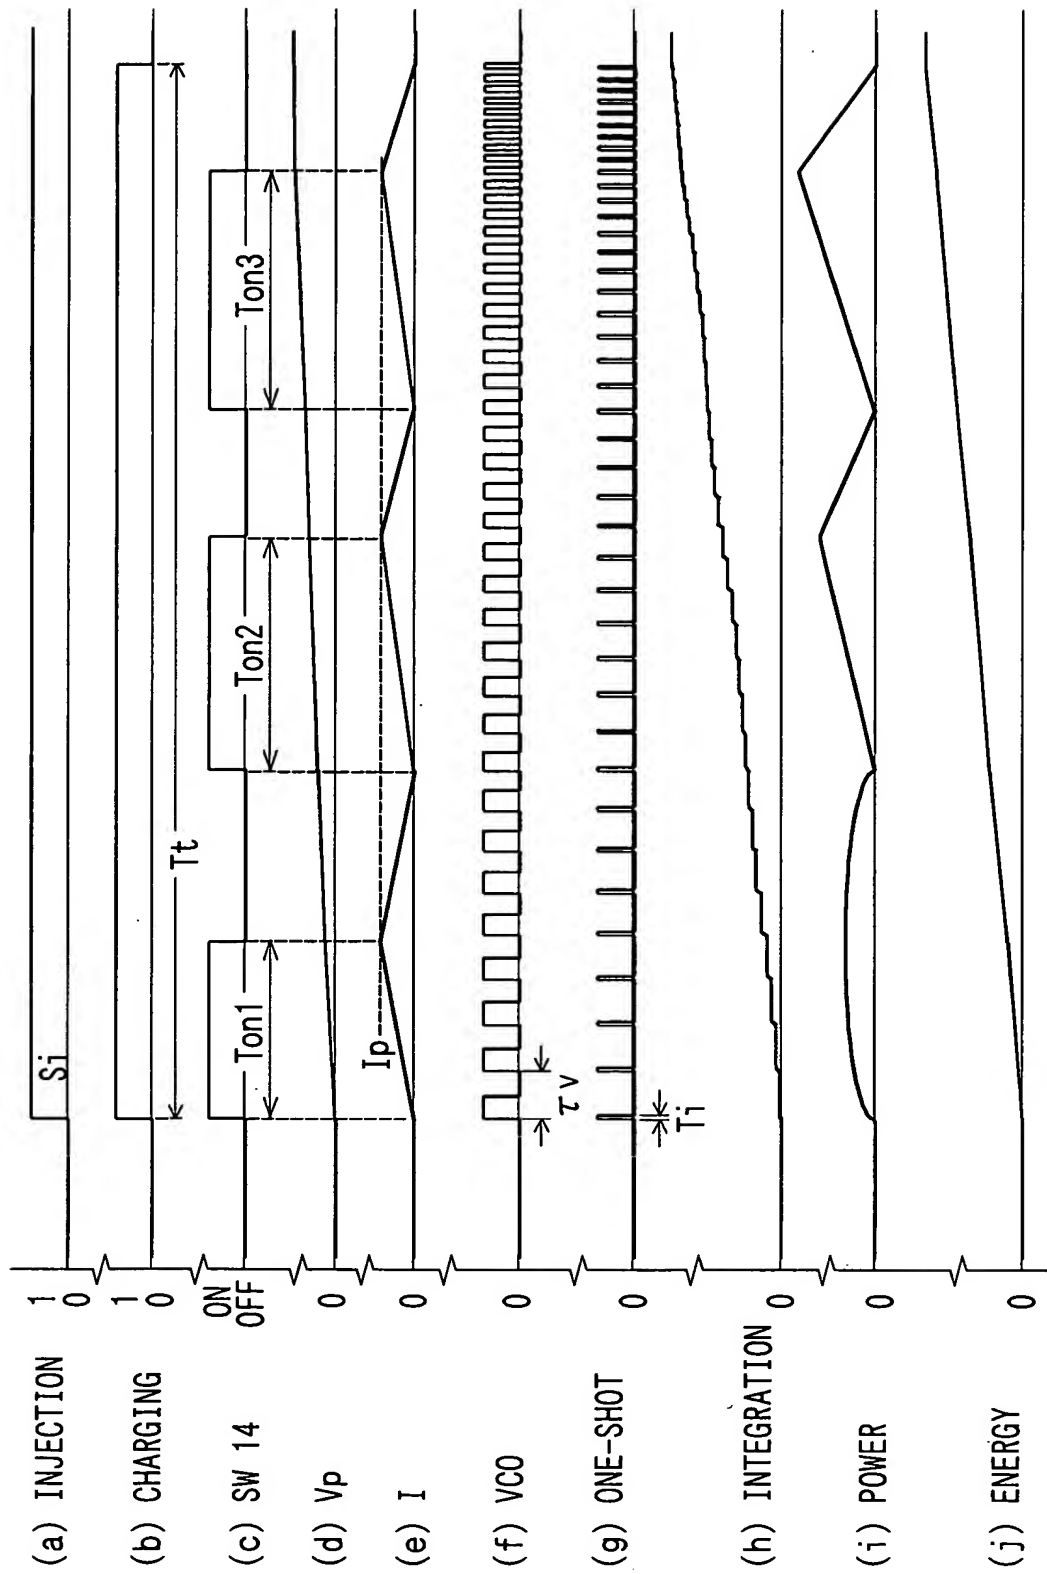 (a) INJECTION
1
0
Si
(b) CHARGING
1
0
Tt
(c) SW 14
ON
OFF
Ton1
Ton2
Ton3
(d) Vp
0
(e) I
0
Ip
(f) VCO
0
τv
(g) ONE-SHOT
0
Ti
(h) INTEGRATION
0
(i) POWER
0
(j) ENERGY
0